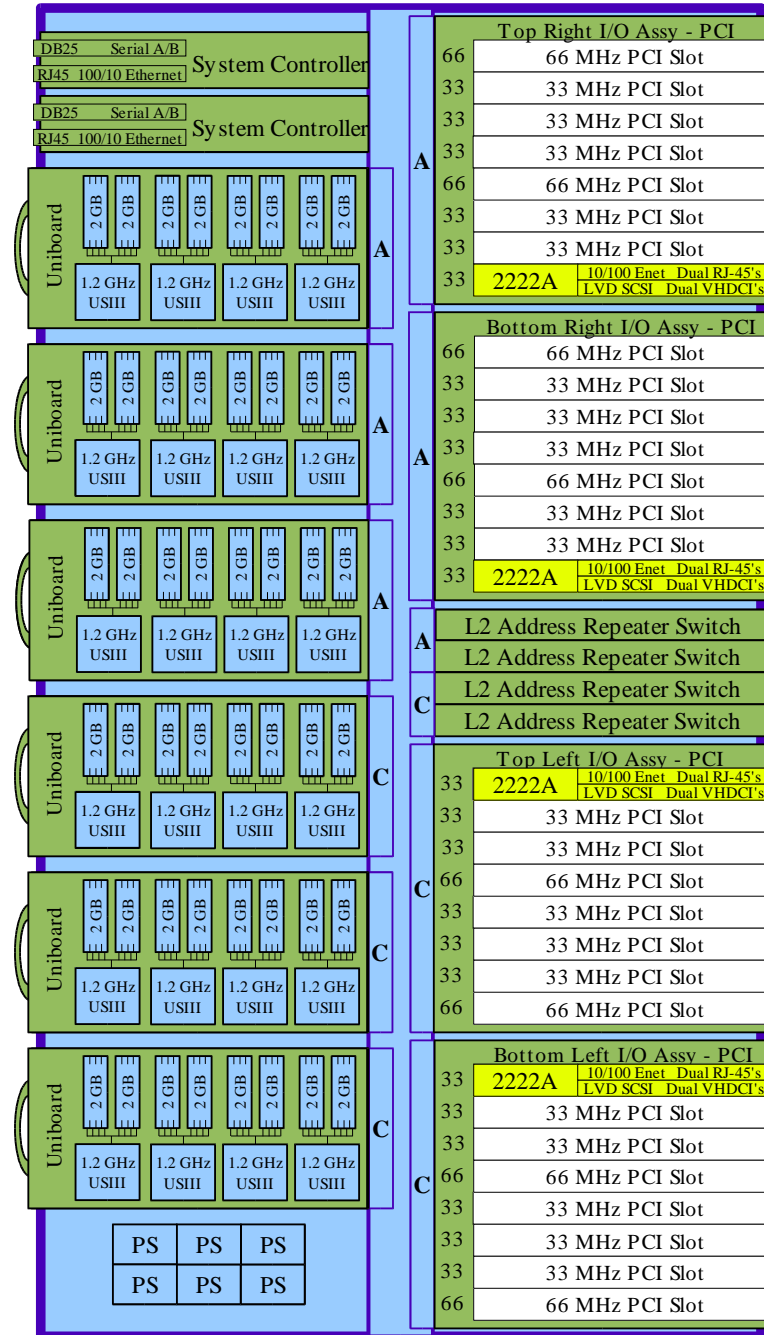 DB25 Serial A/B
RJ45 100/10 Ethernet
System Controller
DB25 Serial A/B
RJ45 100/10 Ethernet
System Controller
Uniboard
2 GB 2 GB 2 GB 2 GB 2 GB 2 GB 2 GB 2 GB
1.2 GHz 1.2 GHz 1.2 GHz 1.2 GHz
USIII USIII USIII USIII
A
Uniboard
2 GB 2 GB 2 GB 2 GB 2 GB 2 GB 2 GB 2 GB
1.2 GHz 1.2 GHz 1.2 GHz 1.2 GHz
USIII USIII USIII USIII
A
Uniboard
2 GB 2 GB 2 GB 2 GB 2 GB 2 GB 2 GB 2 GB
1.2 GHz 1.2 GHz 1.2 GHz 1.2 GHz
USIII USIII USIII USIII
A
Uniboard
2 GB 2 GB 2 GB 2 GB 2 GB 2 GB 2 GB 2 GB
1.2 GHz 1.2 GHz 1.2 GHz 1.2 GHz
USIII USIII USIII USIII
C
Uniboard
2 GB 2 GB 2 GB 2 GB 2 GB 2 GB 2 GB 2 GB
1.2 GHz 1.2 GHz 1.2 GHz 1.2 GHz
USIII USIII USIII USIII
C
Uniboard
2 GB 2 GB 2 GB 2 GB 2 GB 2 GB 2 GB 2 GB
1.2 GHz 1.2 GHz 1.2 GHz 1.2 GHz
USIII USIII USIII USIII
C
PS PS PS
PS PS PS
A
Top Right I/O Assy - PCI
66 66 MHz PCI Slot
33 33 MHz PCI Slot
33 33 MHz PCI Slot
33 33 MHz PCI Slot
66 66 MHz PCI Slot
33 33 MHz PCI Slot
33 33 MHz PCI Slot
33 2222A 10/100 Enet Dual RJ-45's
LVD SCSI Dual VHDCI's
A
Bottom Right I/O Assy - PCI
66 66 MHz PCI Slot
33 33 MHz PCI Slot
33 33 MHz PCI Slot
33 33 MHz PCI Slot
66 66 MHz PCI Slot
33 33 MHz PCI Slot
33 33 MHz PCI Slot
33 2222A 10/100 Enet Dual RJ-45's
LVD SCSI Dual VHDCI's
A
L2 Address Repeater Switch
L2 Address Repeater Switch
C
L2 Address Repeater Switch
L2 Address Repeater Switch
C
Top Left I/O Assy - PCI
33 2222A 10/100 Enet Dual RJ-45's
LVD SCSI Dual VHDCI's
33 33 MHz PCI Slot
33 33 MHz PCI Slot
66 66 MHz PCI Slot
33 33 MHz PCI Slot
33 33 MHz PCI Slot
33 33 MHz PCI Slot
66 66 MHz PCI Slot
C
Bottom Left I/O Assy - PCI
33 2222A 10/100 Enet Dual RJ-45's
LVD SCSI Dual VHDCI's
33 33 MHz PCI Slot
33 33 MHz PCI Slot
66 66 MHz PCI Slot
33 33 MHz PCI Slot
33 33 MHz PCI Slot
33 33 MHz PCI Slot
66 66 MHz PCI Slot